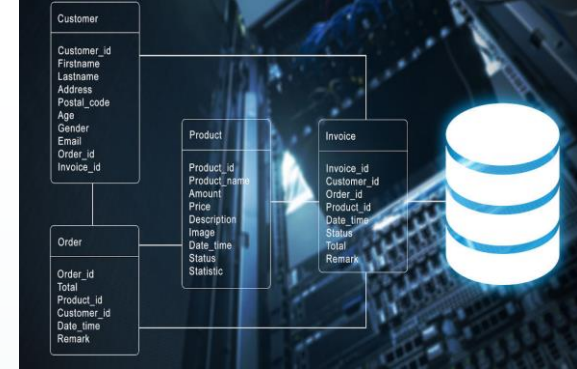 Customer
Customer_id
Firstname
Lastname
Address
Postal_code
Age
Gender
Email
Order_id
Invoice_id
Product
Product_id
Product_name
Amount
Price
Description
Image
Date_time
Status
Statistic
Invoice
Invoice_id
Customer_id
Order_id
Product_id
Date_time
Status
Total
Remark
Order
Order_id
Total
Product_id
Customer_id
Date_time
Remark